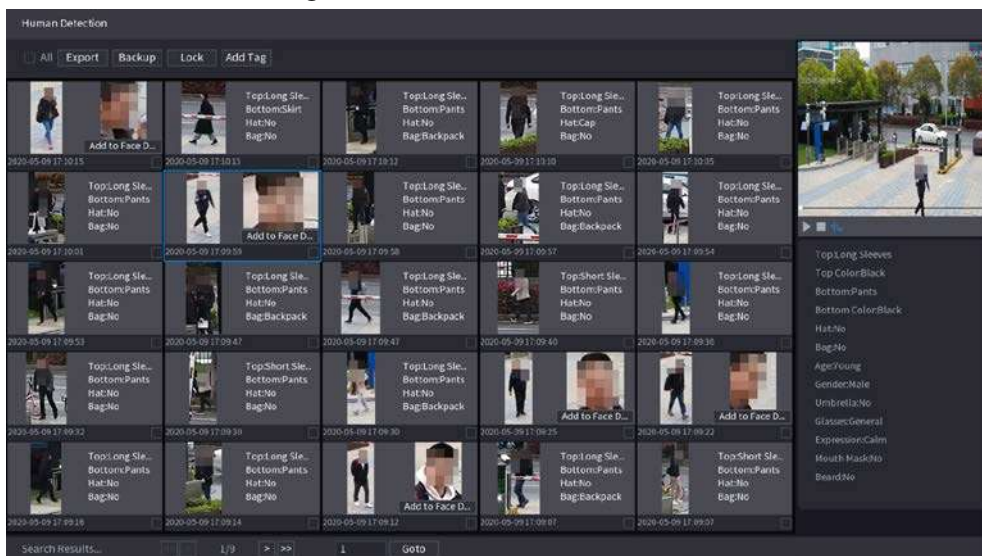 Human Detection
All Export Backup Lock Add Tag
Add to Face D...
2020-05-09 17:10:15
Top:Long Sle...
Bottom:Skirt
Hat:No
Bag:No
2020-05-09 17:10:13
Top:Long Sle...
Bottom:Pants
Hat:No
Bag:Backpack
2020-05-09 17:10:12
Top:Long Sle...
Bottom:Pants
Hat:Cap
Bag:No
2020-05-09 17:10:10
Top:Long Sle...
Bottom:Pants
Hat:No
Bag:No
2020-05-09 17:10:05
Top:Long Sle...
Bottom:Pants
Hat:No
Bag:No
2020-05-09 17:10:01
Add to Face D...
2020-05-09 17:09:59
Top:Long Sle...
Bottom:Pants
Hat:No
Bag:No
2020-05-09 17:09:58
Top:Long Sle...
Bottom:Pants
Hat:No
Bag:Backpack
2020-05-09 17:09:57
Top:Long Sle...
Bottom:Pants
Hat:No
Bag:No
2020-05-09 17:09:54
Top:Long Sle...
Bottom:Pants
Hat:No
Bag:No
2020-05-09 17:09:53
Top:Long Sle...
Bottom:Pants
Hat:No
Bag:Backpack
2020-05-09 17:09:47
Top:Long Sle...
Bottom:Pants
Hat:No
Bag:Backpack
2020-05-09 17:09:47
Top:Short Sle...
Bottom:Pants
Hat:No
Bag:No
2020-05-09 17:09:40
Top:Long Sle...
Bottom:Pants
Hat:No
Bag:No
2020-05-09 17:09:36
Top:Long Sle...
Bottom:Pants
Hat:No
Bag:No
2020-05-09 17:09:32
Top:Short Sle...
Bottom:Pants
Hat:No
Bag:No
2020-05-09 17:09:30
Top:Long Sle...
Bottom:Pants
Hat:No
Bag:Backpack
2020-05-09 17:09:30
Add to Face D...
2020-05-09 17:09:25
Add to Face D...
2020-05-09 17:09:22
Top:Long Sle...
Bottom:Pants
Hat:No
Bag:No
2020-05-09 17:09:16
Top:Long Sle...
Bottom:Pants
Hat:No
Bag:No
2020-05-09 17:09:14
Add to Face D...
2020-05-09 17:09:12
Top:Long Sle...
Bottom:Pants
Hat:No
Bag:Backpack
2020-05-09 17:09:07
Top:Short Sle...
Bottom:Pants
Hat:No
Bag:No
2020-05-09 17:09:07
Top:Long Sleeves
Top Color:Black
Bottom:Pants
Bottom Color:Black
Hat:No
Bag:No
Age:Young
Gender:Male
Umbrella:No
Glasses:General
Expression:Calm
Mouth Mask:No
Beard:No
Search Results... 1/9 > >> 1 Goto